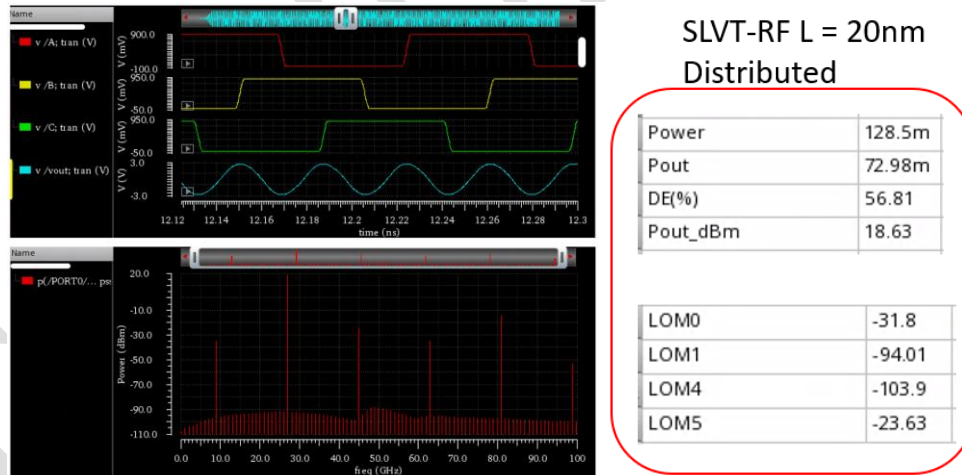 SLVT-RF L = 20nm
Distributed
Name
v /A; tran (V)
v /B; tran (V)
v /C; tran (V)
v /vout; tran (V)
V (mV)
900.0
-100.0
V (mV)
950.0
-50.0
V (mV)
950.0
-50.0
V (V)
3.0
-3.0
12.12 12.14 12.16 12.18 12.2 12.22 12.24 12.26 12.28 12.3
time (ns)
Name
p(/PORT0/... pss
Power (dBm)
20.0
-10.0
-30.0
-50.0
-70.0
-90.0
-110.0
0.0 10.0 20.0 30.0 40.0 50.0 60.0 70.0 80.0 90.0 100
freq (GHz)
Power 128.5m
Pout 72.98m
DE(%) 56.81
Pout_dBm 18.63
LOM0 -31.8
LOM1 -94.01
LOM4 -103.9
LOM5 -23.63